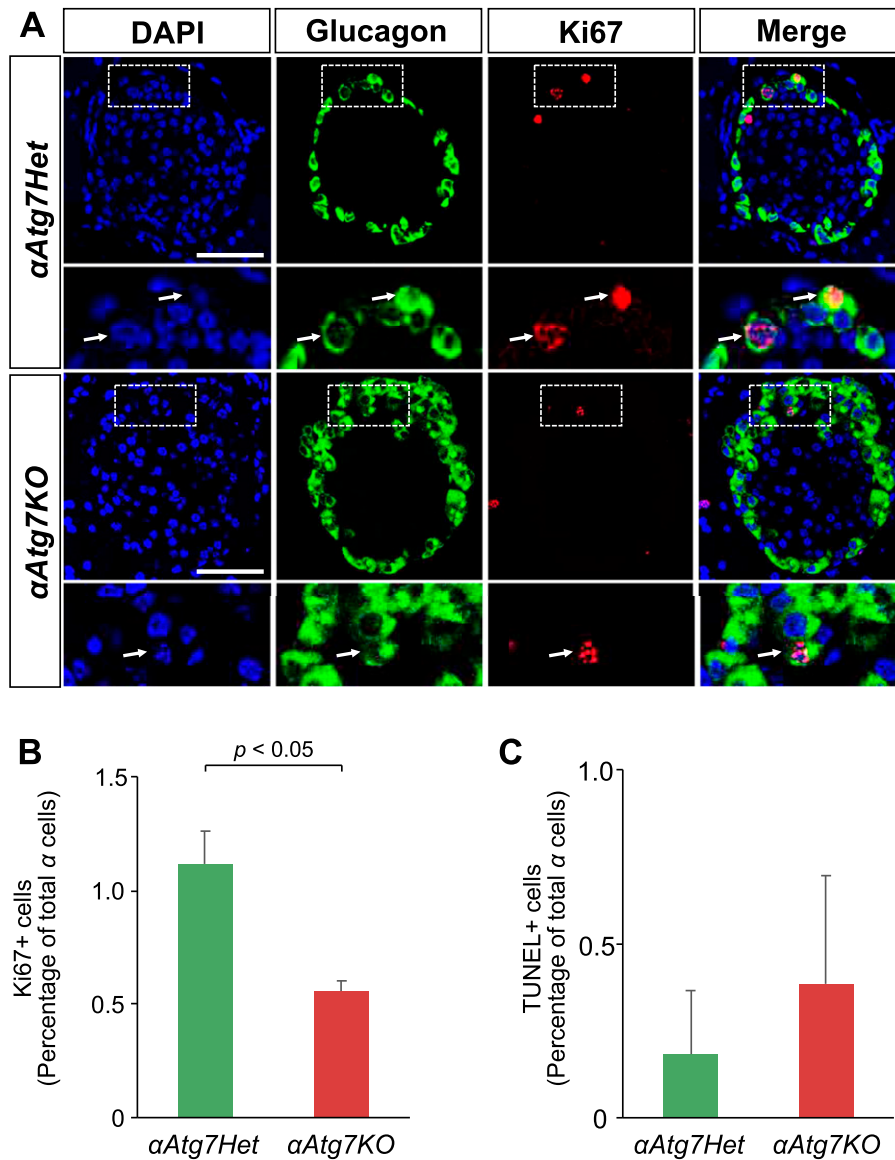 A
DAPI
Glucagon
Ki67
Merge
αAtg7Het
αAtg7KO
B
p < 0.05
1.5
1.0
0.5
0
Ki67+ cells
(Percentage of total α cells)
αAtg7Het
αAtg7KO
C
1.0
0.5
0
TUNEL+ cells
(Percentage of total α cells)
αAtg7Het
αAtg7KO